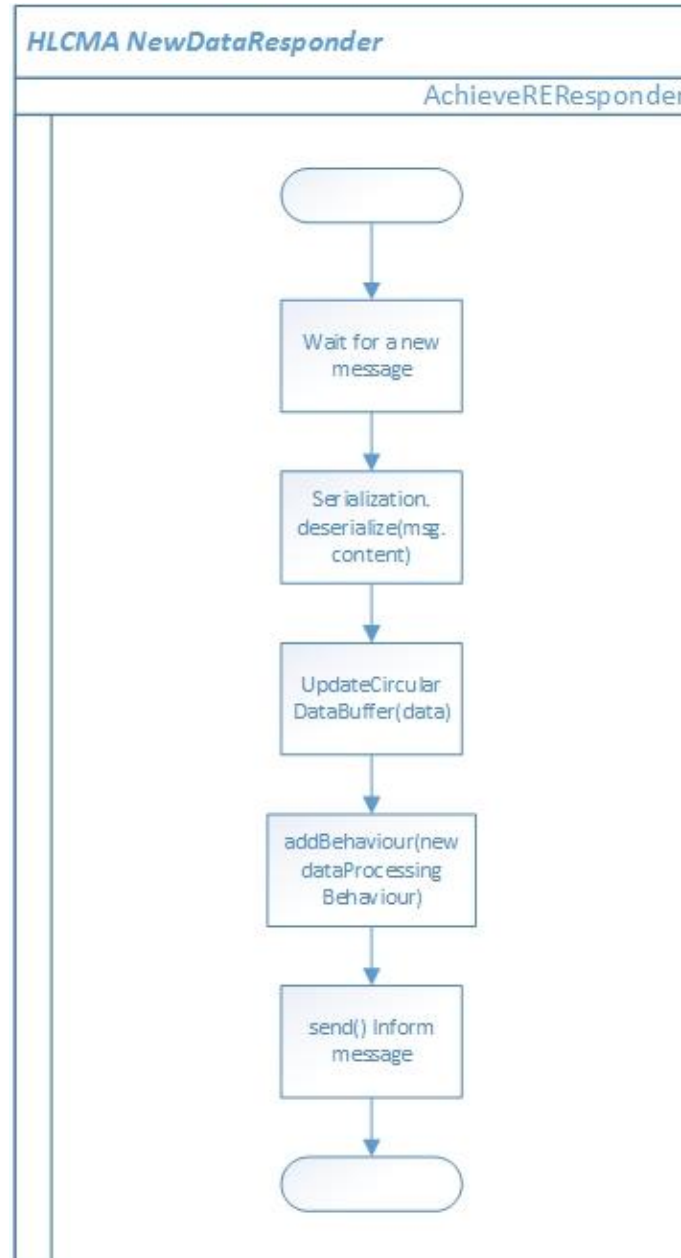 HLCMA NewDataResponder
AchieveREResponder
Wait for a new
message
Serialization.
deserialize(msg.
content)
UpdateCircular
DataBuffer(data)
addBehaviour(new
dataProcessing
Behaviour)
send() Inform
message